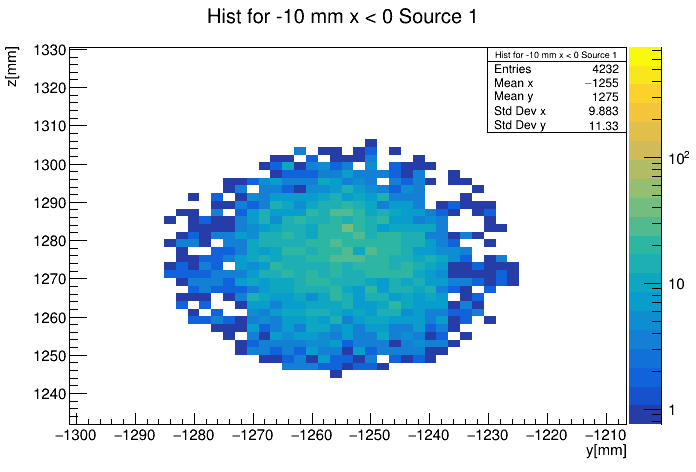 Hist for -10 mm x < 0 Source 1
z[mm]
1330
1320
1310
1300
1290
1280
1270
1260
1250
1240
Hist for -10 mm x < 0 Source 1
Entries 4232
Mean x −1255
Mean y 1275
Std Dev x 9.883
Std Dev y 11.33
10²
10
1
−1300 −1290 −1280 −1270 −1260 −1250 −1240 −1230 −1220 −1210
y[mm]